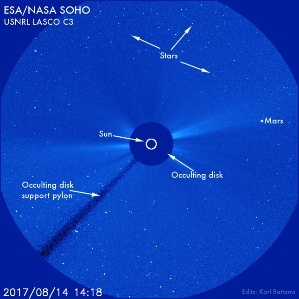 ESA/NASA SOHO
USNRL LASCO C3
Stars
Mars
Sun
Occulting disk
Occulting disk
support pylon
2017/08/14 14:18
Edits: Karl Battams